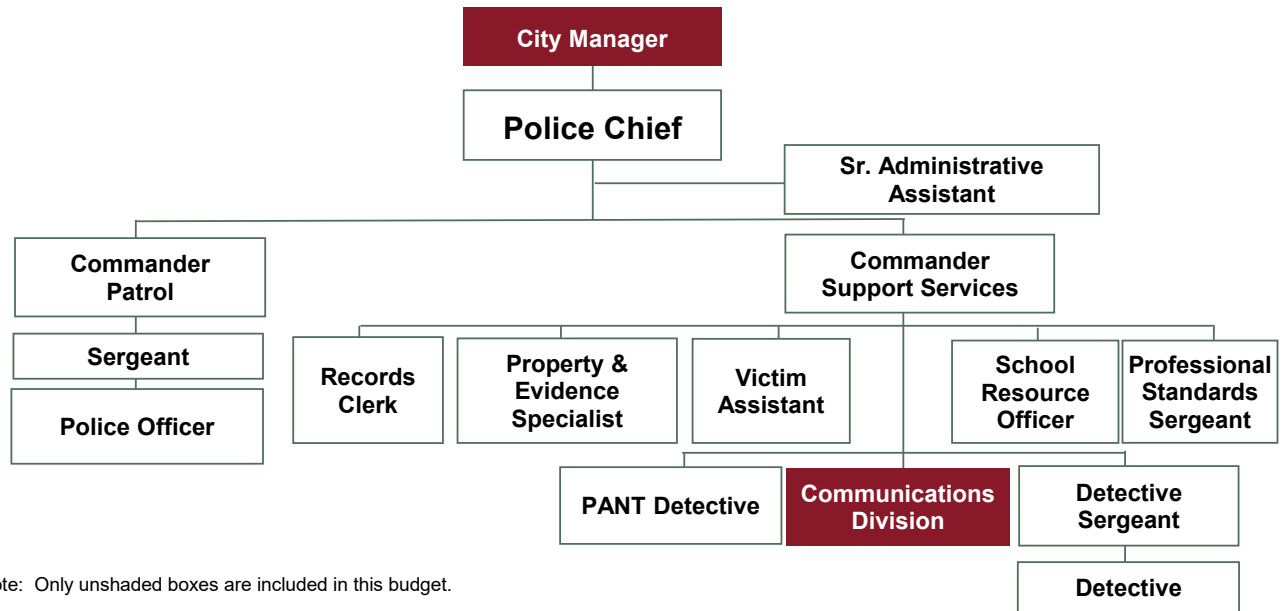 City Manager
Police Chief
Sr. Administrative
Assistant
Commander
Patrol
Commander
Support Services
Sergeant
Police Officer
Records
Clerk
Property &
Evidence
Specialist
Victim
Assistant
School
Resource
Officer
Professional
Standards
Sergeant
PANT Detective
Communications
Division
Detective
Sergeant
Detective
ote: Only unshaded boxes are included in this budget.